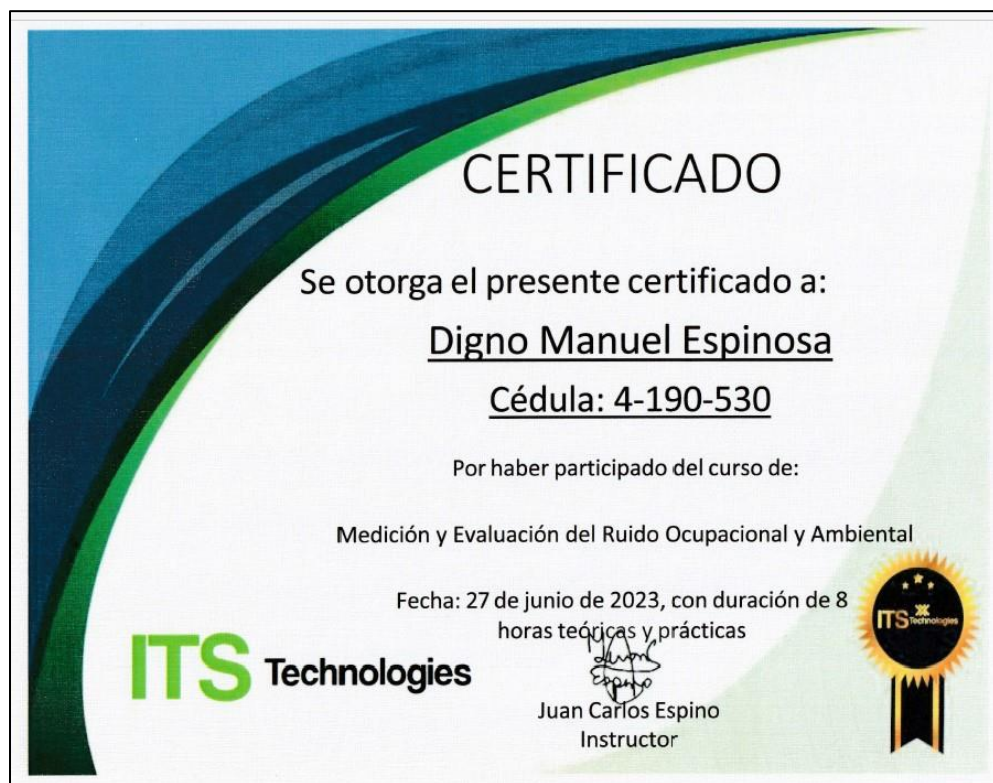 CERTIFICADO
Se otorga el presente certificado a:
Digno Manuel Espinosa
Cédula: 4-190-530
Por haber participado del curso de:
Medición y Evaluación del Ruido Ocupacional y Ambiental
Fecha: 27 de junio de 2023, con duración de 8
horas teóricas y prácticas
ITS Technologies
Juan Carlos Espino
Instructor
ITS Technologies